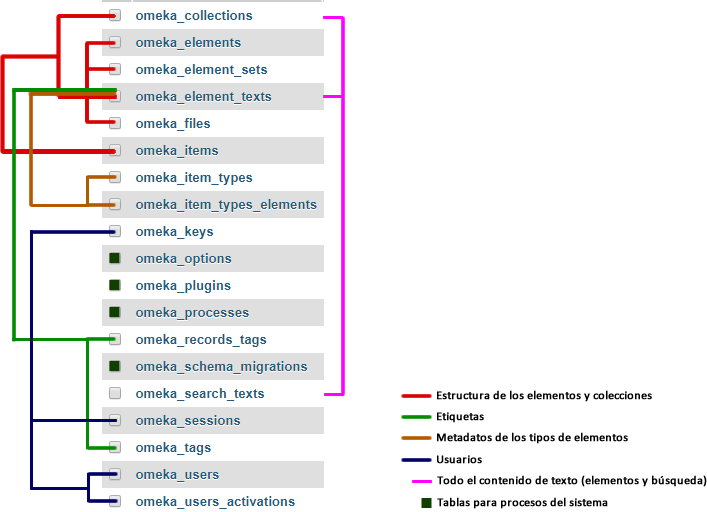 omeka_collections
omeka_elements
omeka_element_sets
omeka_element_texts
omeka_files
omeka_items
omeka_item_types
omeka_item_types_elements
omeka_keys
omeka_options
omeka_plugins
omeka_processes
omeka_records_tags
omeka_schema_migrations
omeka_search_texts
omeka_sessions
omeka_tags
omeka_users
omeka_users_activations
Estructura de los elementos y colecciones
Etiquetas
Metadatos de los tipos de elementos
Usuarios
Todo el contenido de texto (elementos y búsqueda)
Tablas para procesos del sistema